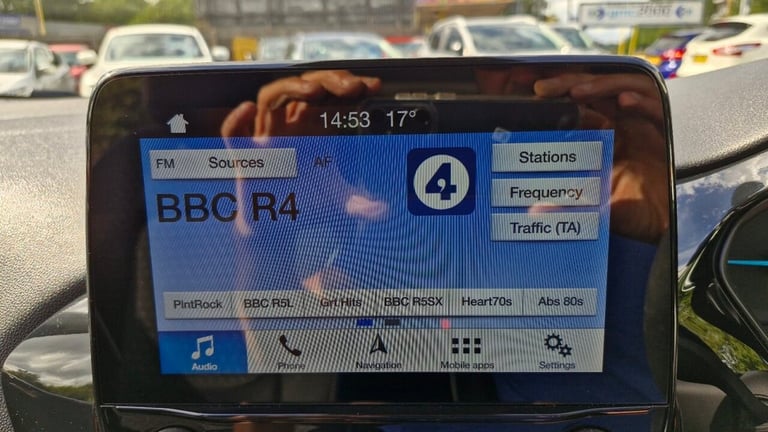 14:53 17°
FM Sources AF
4
Stations
BBC R4
Frequency
Traffic (TA)
PlntRock BBC R5L Grt.Hits BBC R5SX Heart70s Abs 80s
Audio Phone Navigation Mobile apps Settings